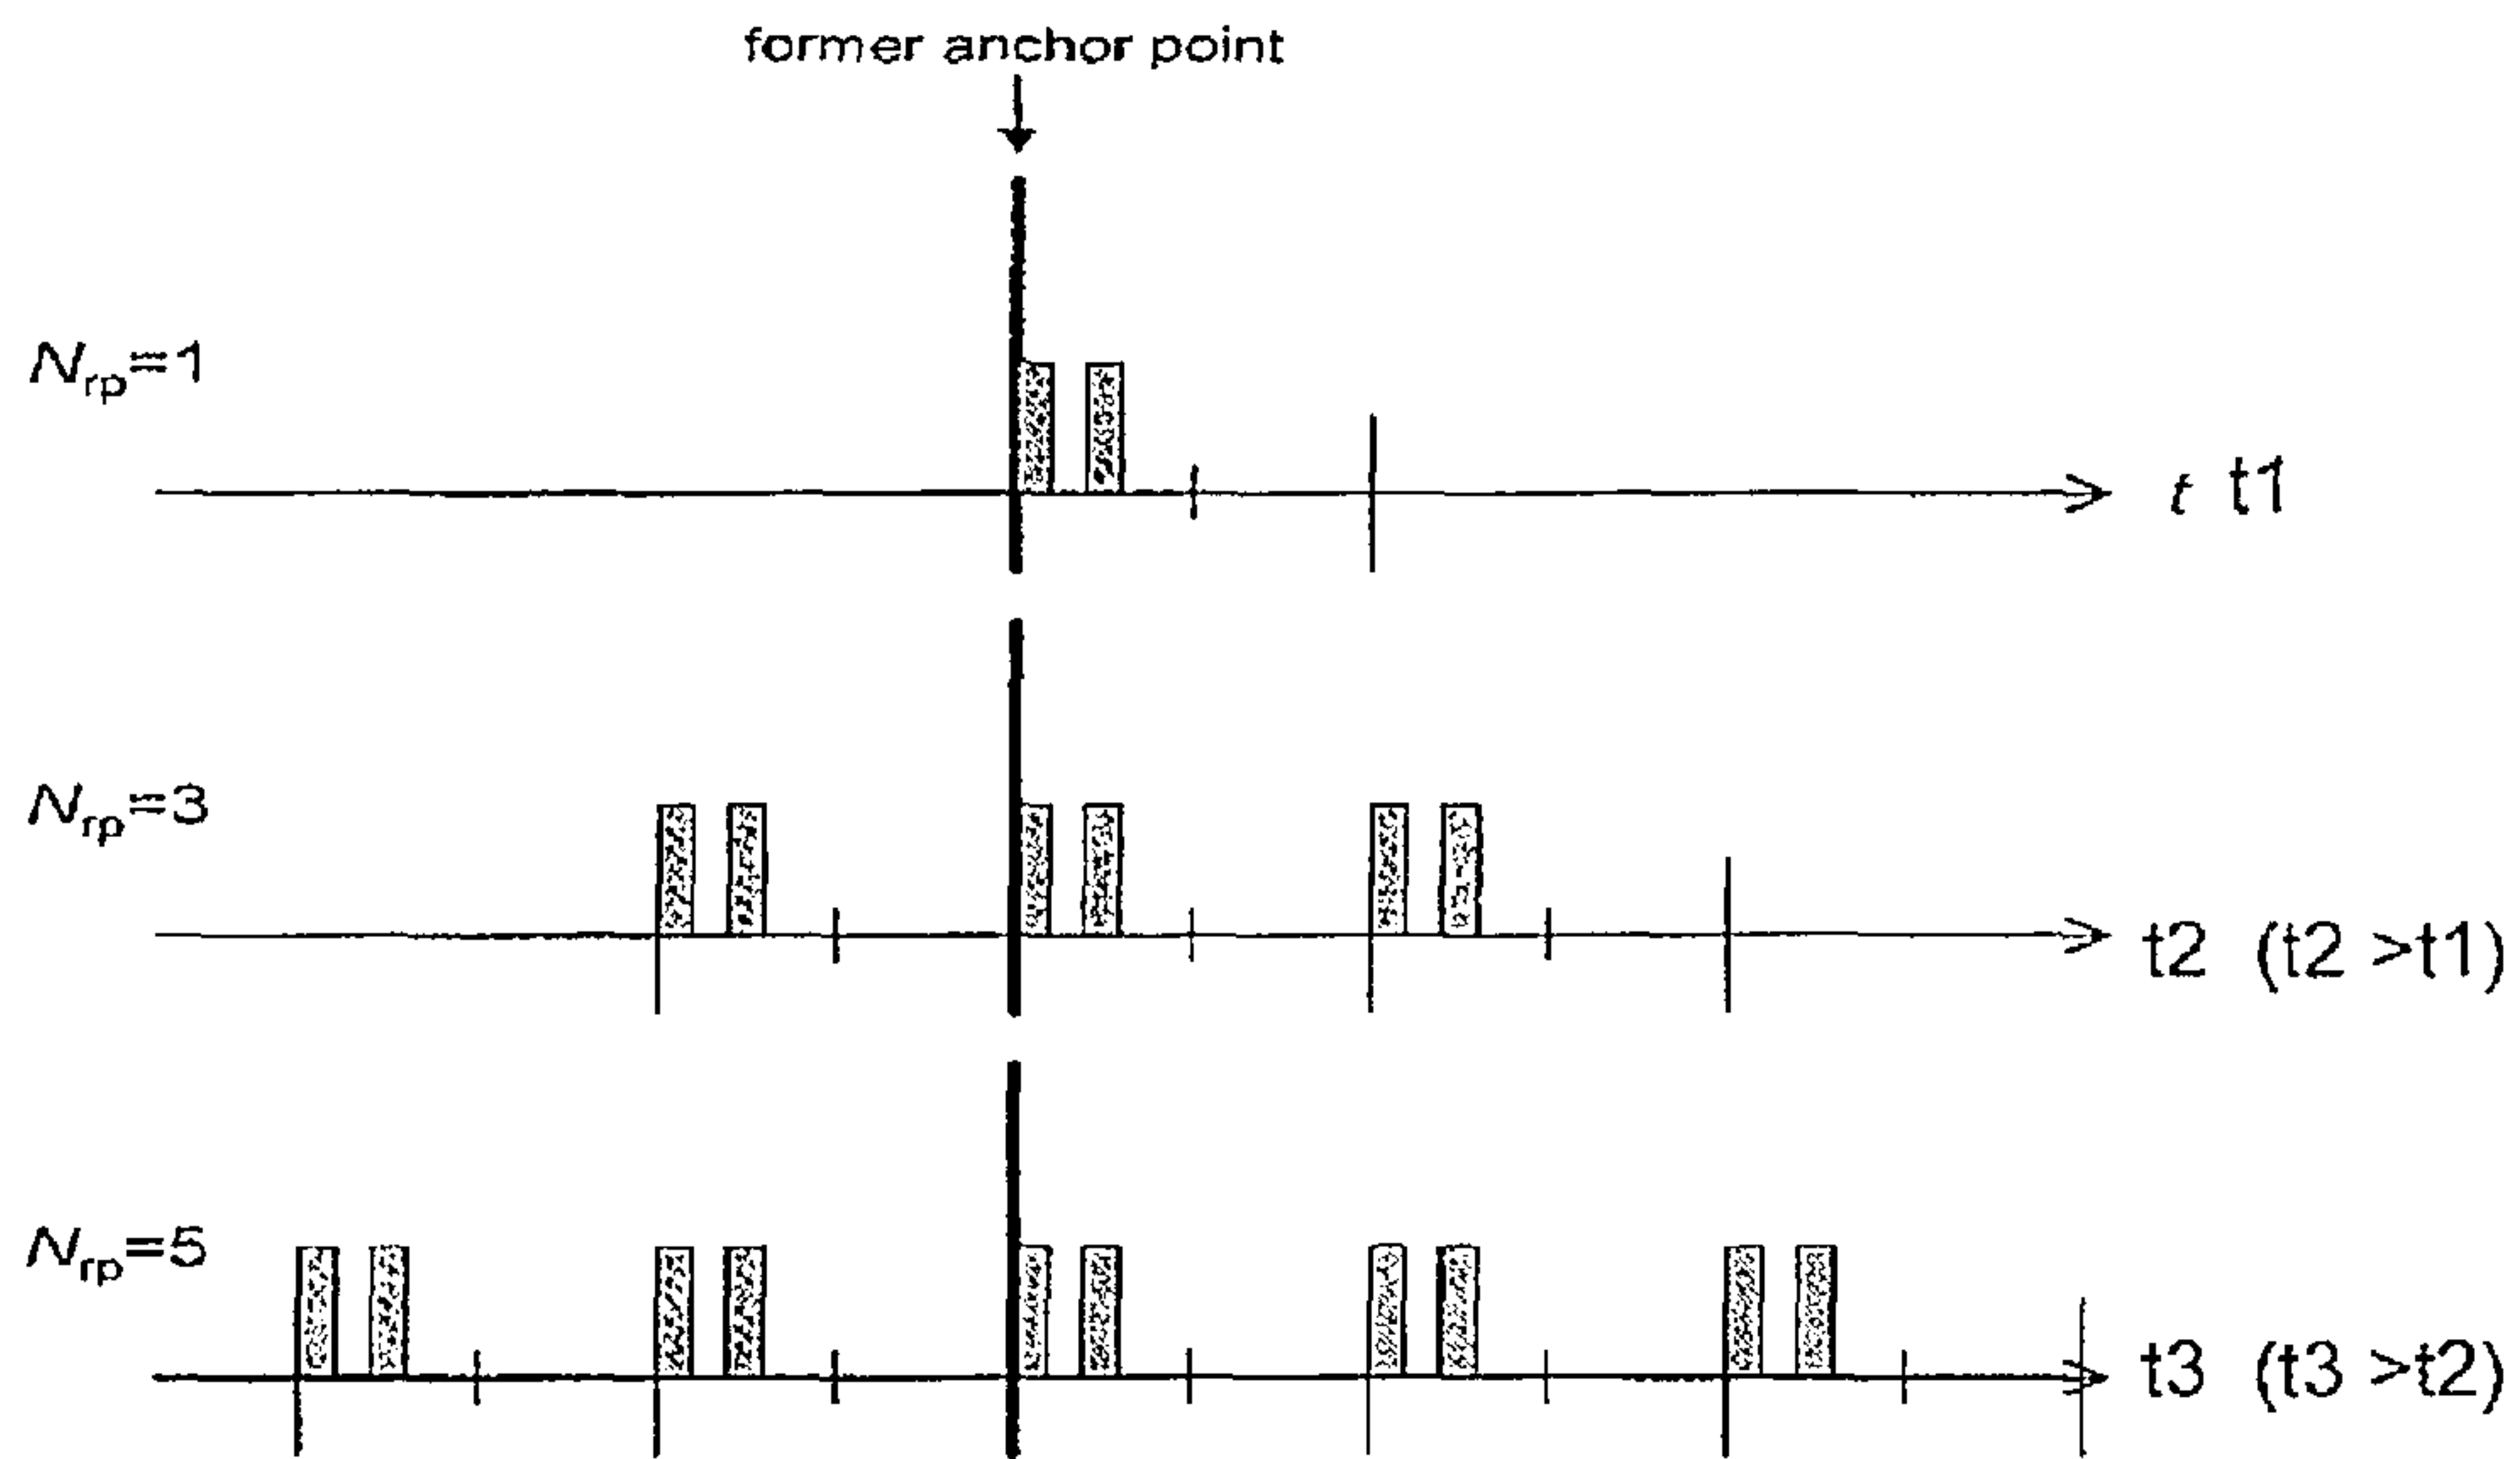 former anchor point
Nrp=1
t t1
Nrp=3
t2 (t2 >t1)
Nrp=5
t3 (t3 >t2)